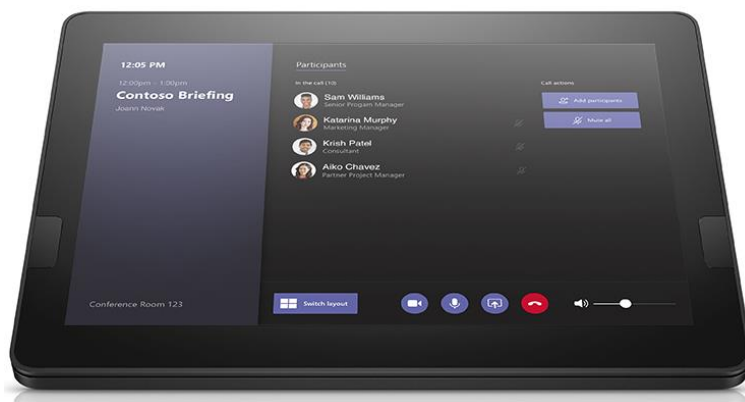 12:05 PM
12:00pm - 1:00pm
Contoso Briefing
Joann Novak
Conference Room 123
Participants
In the call (10)
Sam Williams
Senior Progam Manager
Katarina Murphy
Marketing Manager
Krish Patel
Consultant
Aiko Chavez
Partner Project Manager
Call actions
Add participants
Mute all
Switch layout